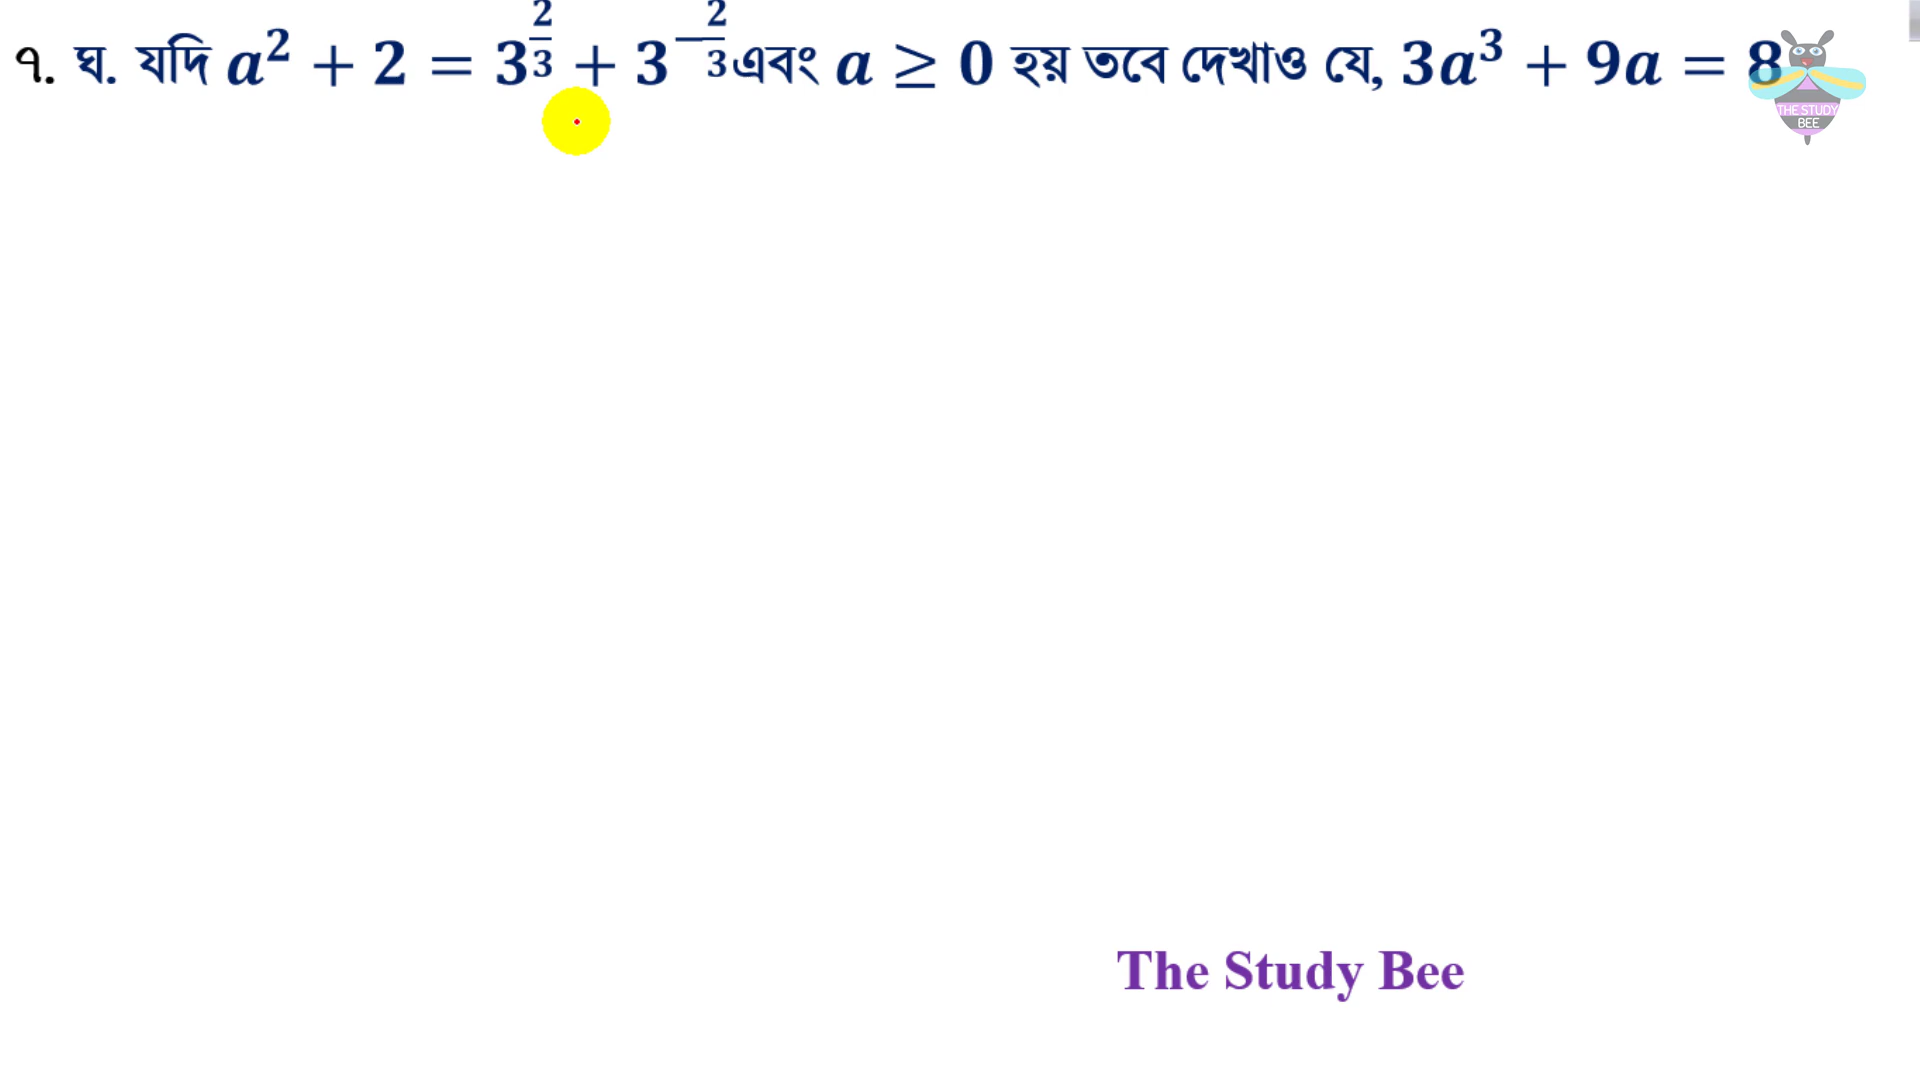 ৭. ঘ. যদি a² + 2 = 3^(2/3) + 3^(−2/3) এবং a ≥ 0 হয় তবে দেখাও যে, 3a³ + 9a = 8
THE STUDY
BEE
The Study Bee